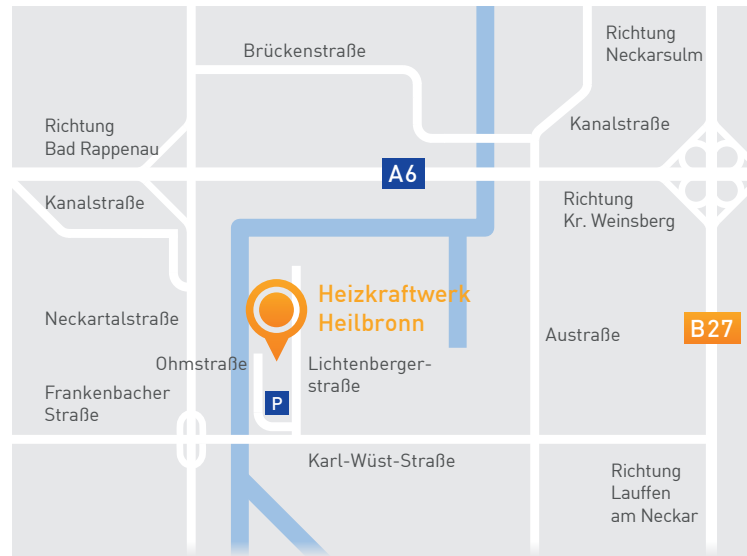 Brückenstraße
Richtung
Neckarsulm
Richtung
Bad Rappenau
Kanalstraße
A6
Kanalstraße
Richtung
Kr. Weinsberg
Heizkraftwerk
Heilbronn
Neckartalstraße
Austraße
B27
Ohmstraße
Lichtenberger-
straße
Frankenbacher
Straße
P
Karl-Wüst-Straße
Richtung
Lauffen
am Neckar